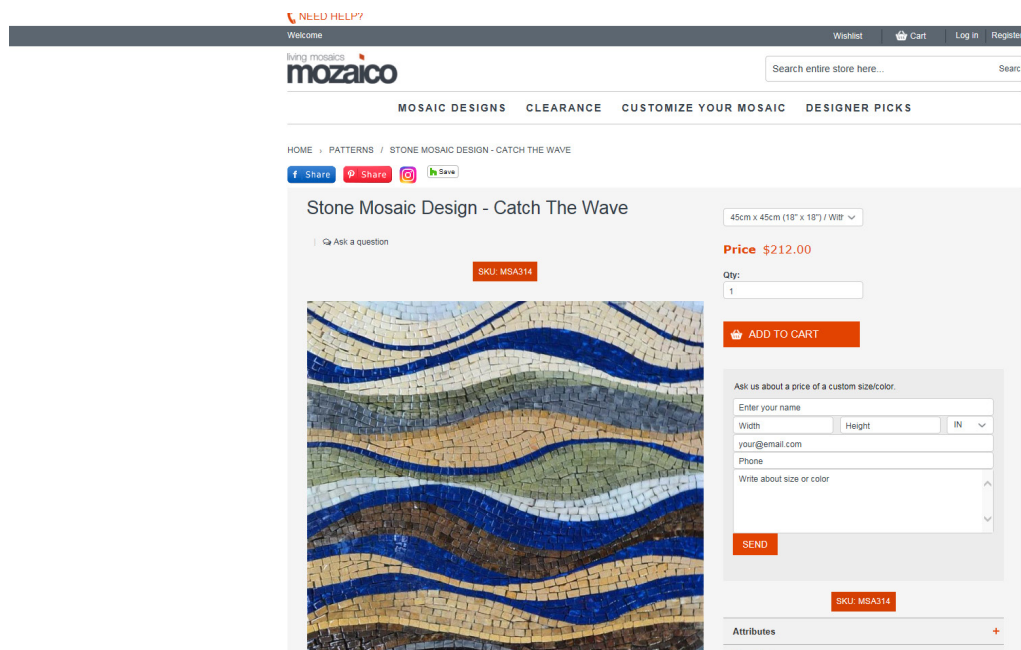 NEED HELP?
Welcome
Wishlist
Cart
Log in
Register
living mosaics
mozaico
Search entire store here...
Searc
MOSAIC DESIGNS CLEARANCE CUSTOMIZE YOUR MOSAIC DESIGNER PICKS
HOME › PATTERNS / STONE MOSAIC DESIGN - CATCH THE WAVE
f Share
Share
h Save
Stone Mosaic Design - Catch The Wave
Ask a question
SKU: MSA314
45cm x 45cm (18" x 18") / With
Price $212.00
Qty:
1
ADD TO CART
Ask us about a price of a custom size/color.
Enter your name
Width
Height
IN
your@email.com
Phone
Write about size or color
SEND
SKU: MSA314
Attributes +